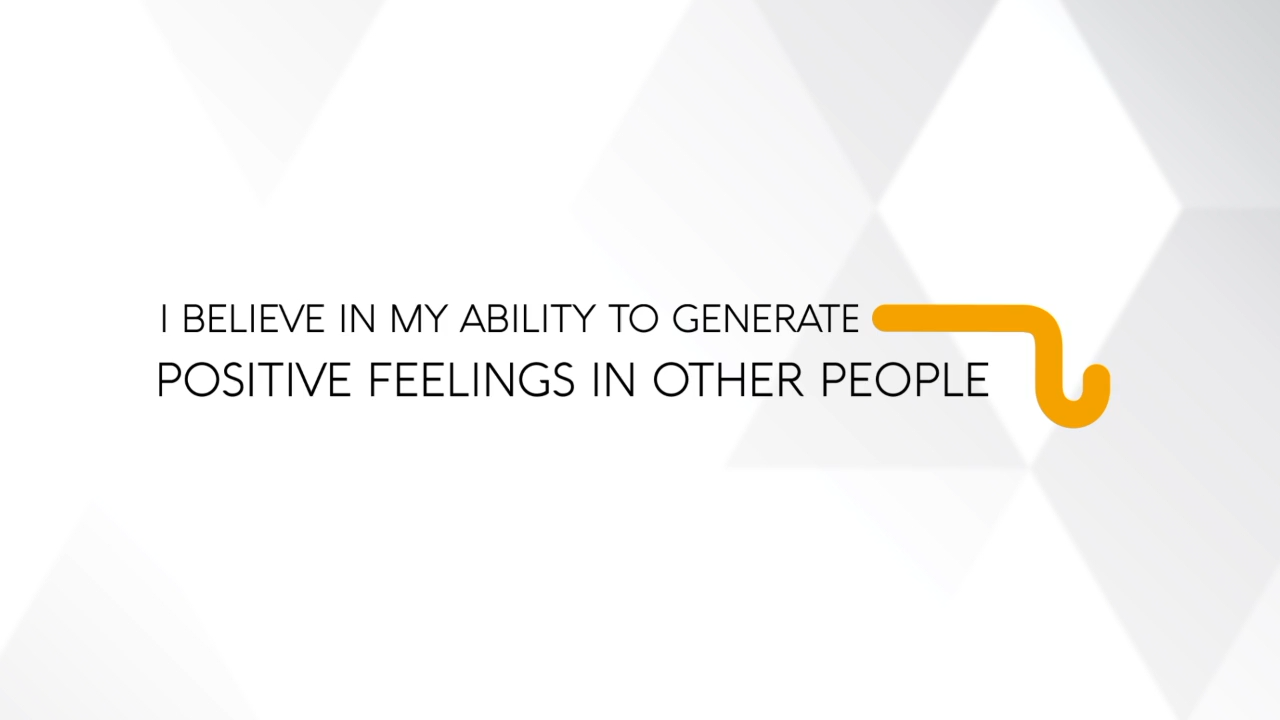 I BELIEVE IN MY ABILITY TO GENERATE
POSITIVE FEELINGS IN OTHER PEOPLE